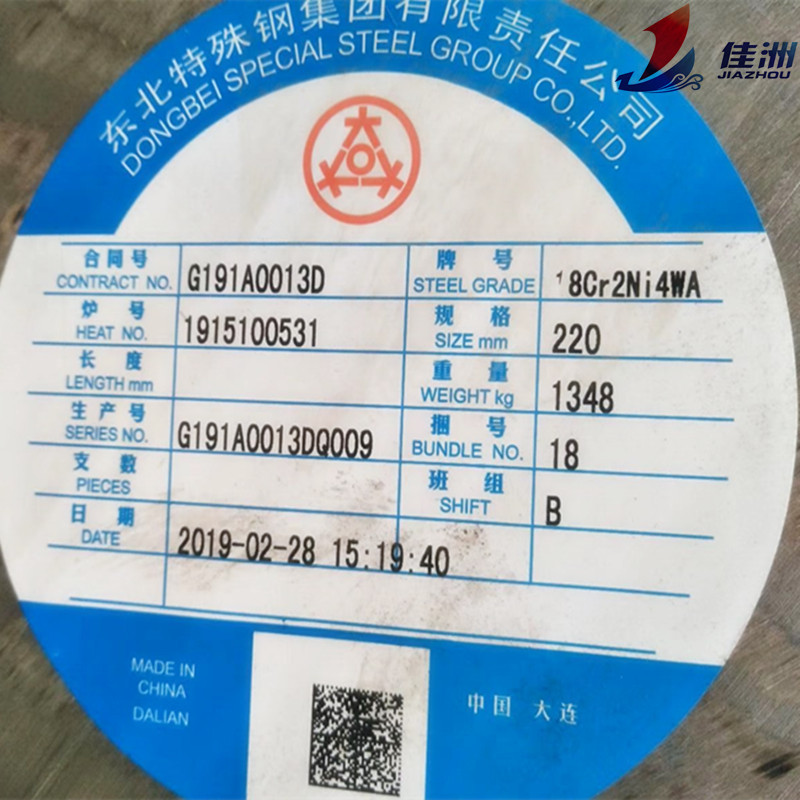 东北特殊钢集团有限责任公司
DONGBEI SPECIAL STEEL GROUP CO.,LTD.
佳洲
JIAZHOU
合同号
CONTRACT NO. G191A0013D
牌 号
STEEL GRADE 18Cr2Ni4WA
炉 号
HEAT NO. 1915100531
规 格
SIZE mm 220
长 度
LENGTH mm
重 量
WEIGHT kg 1348
生产号
SERIES NO. G191A0013DQ009
捆 号
BUNDLE NO. 18
支 数
PIECES
班 组
SHIFT B
日 期
DATE 2019-02-28 15:19:40
MADE IN
CHINA
DALIAN
中国 大连